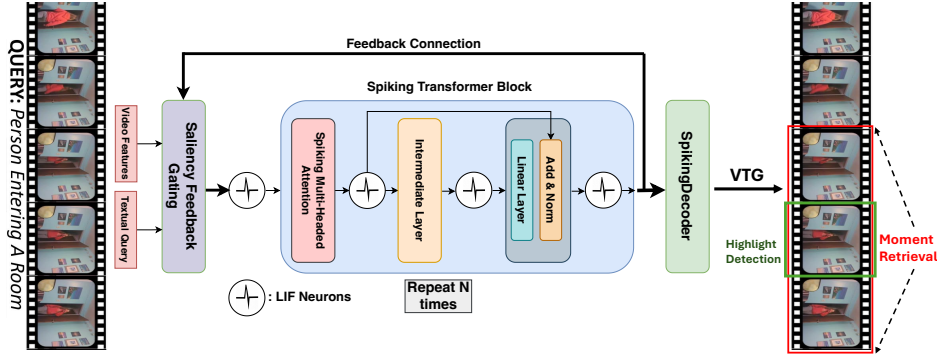 QUERY: Person Entering A Room
Video Features
Textual Query
Saliency Feedback
Gating
Feedback Connection
Spiking Transformer Block
Spiking Multi-Headed
Attention
Intermediate Layer
Linear Layer
Add & Norm
: LIF Neurons
Repeat N
times
SpikingDecoder
VTG
Highlight
Detection
Moment
Retrieval